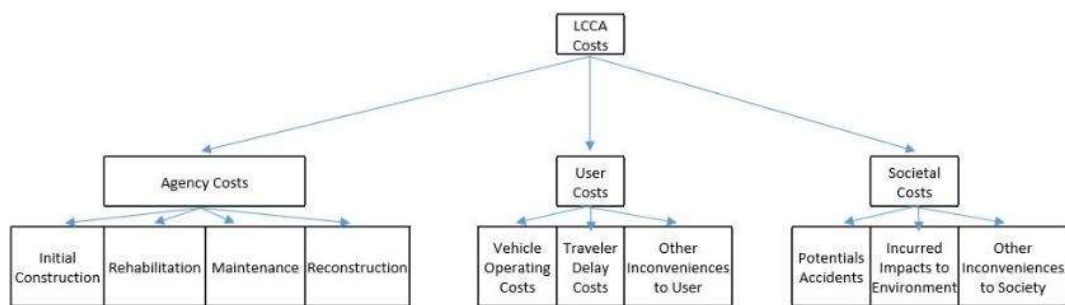 LCCA
Costs
Agency Costs
User
Costs
Societal
Costs
Initial
Construction
Rehabilitation
Maintenance
Reconstruction
Vehicle
Operating
Costs
Traveler
Delay
Costs
Other
Inconveniences
to User
Potentials
Accidents
Incurred
Impacts to
Environment
Other
Inconveniences
to Society